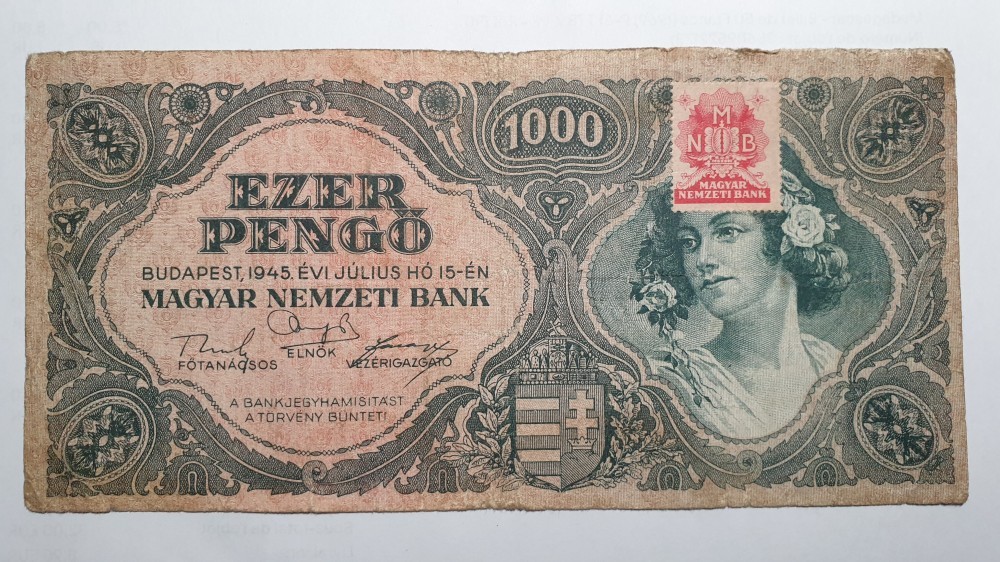 1000
N M B
MAGYAR
NEMZETI BANK
EZER
PENGŐ
BUDAPEST, 1945. ÉVI JÚLIUS HÓ 15-ÉN
MAGYAR NEMZETI BANK
FŐTANÁCSOS
ELNÖK
VEZÉRIGAZGATÓ
A BANKJEGYHAMISITÁST
A TÖRVÉNY BÜNTETI